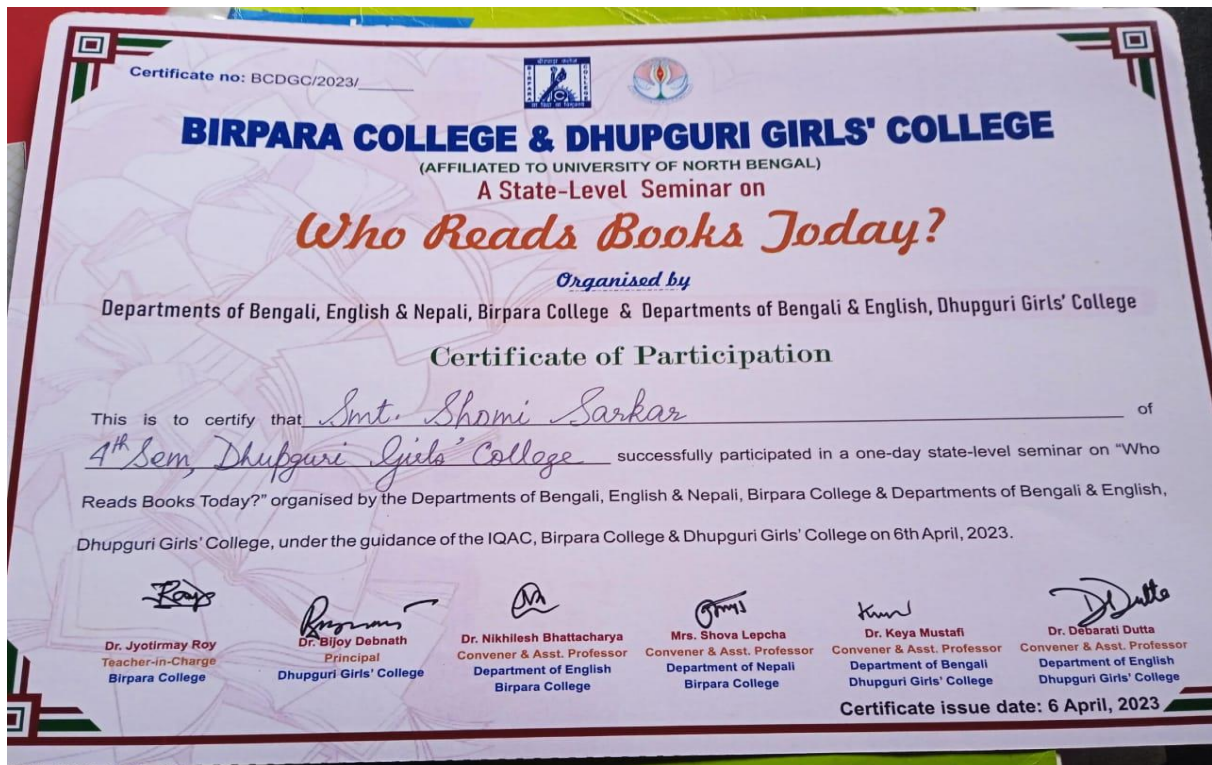 Certificate no: BCDGC/2023/______
BIRPARA COLLEGE & DHUPGURI GIRLS' COLLEGE
(AFFILIATED TO UNIVERSITY OF NORTH BENGAL)
A State-Level Seminar on
Who Reads Books Today?
Organised by
Departments of Bengali, English & Nepali, Birpara College & Departments of Bengali & English, Dhupguri Girls' College
Certificate of Participation
This is to certify that Smt. Shomi Sarkar of
4th Sem, Dhupguri Girls' College successfully participated in a one-day state-level seminar on "Who
Reads Books Today?" organised by the Departments of Bengali, English & Nepali, Birpara College & Departments of Bengali & English,
Dhupguri Girls' College, under the guidance of the IQAC, Birpara College & Dhupguri Girls' College on 6th April, 2023.
Dr. Jyotirmay Roy
Teacher-in-Charge
Birpara College
Dr. Bijoy Debnath
Principal
Dhupguri Girls' College
Dr. Nikhilesh Bhattacharya
Convener & Asst. Professor
Department of English
Birpara College
Mrs. Shova Lepcha
Convener & Asst. Professor
Department of Nepali
Birpara College
Dr. Keya Mustafi
Convener & Asst. Professor
Department of Bengali
Dhupguri Girls' College
D Dutta
Dr. Debarati Dutta
Convener & Asst. Professor
Department of English
Dhupguri Girls' College
Certificate issue date: 6 April, 2023